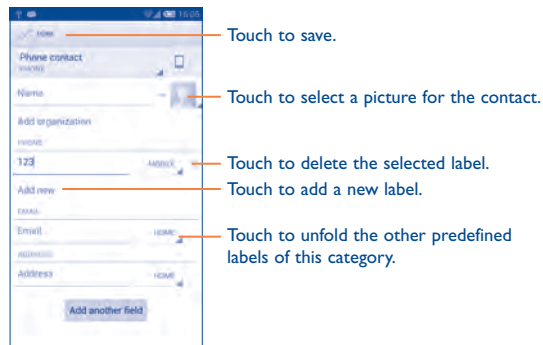 16:05
DONE
Touch to save.
Phone contact
PHONE
Name
Touch to select a picture for the contact.
Add organization
PHONE
123
MOBILE
Touch to delete the selected label.
Add new
Touch to add a new label.
EMAIL
Email
HOME
Touch to unfold the other predefined
labels of this category.
ADDRESS
Address
HOME
Add another field